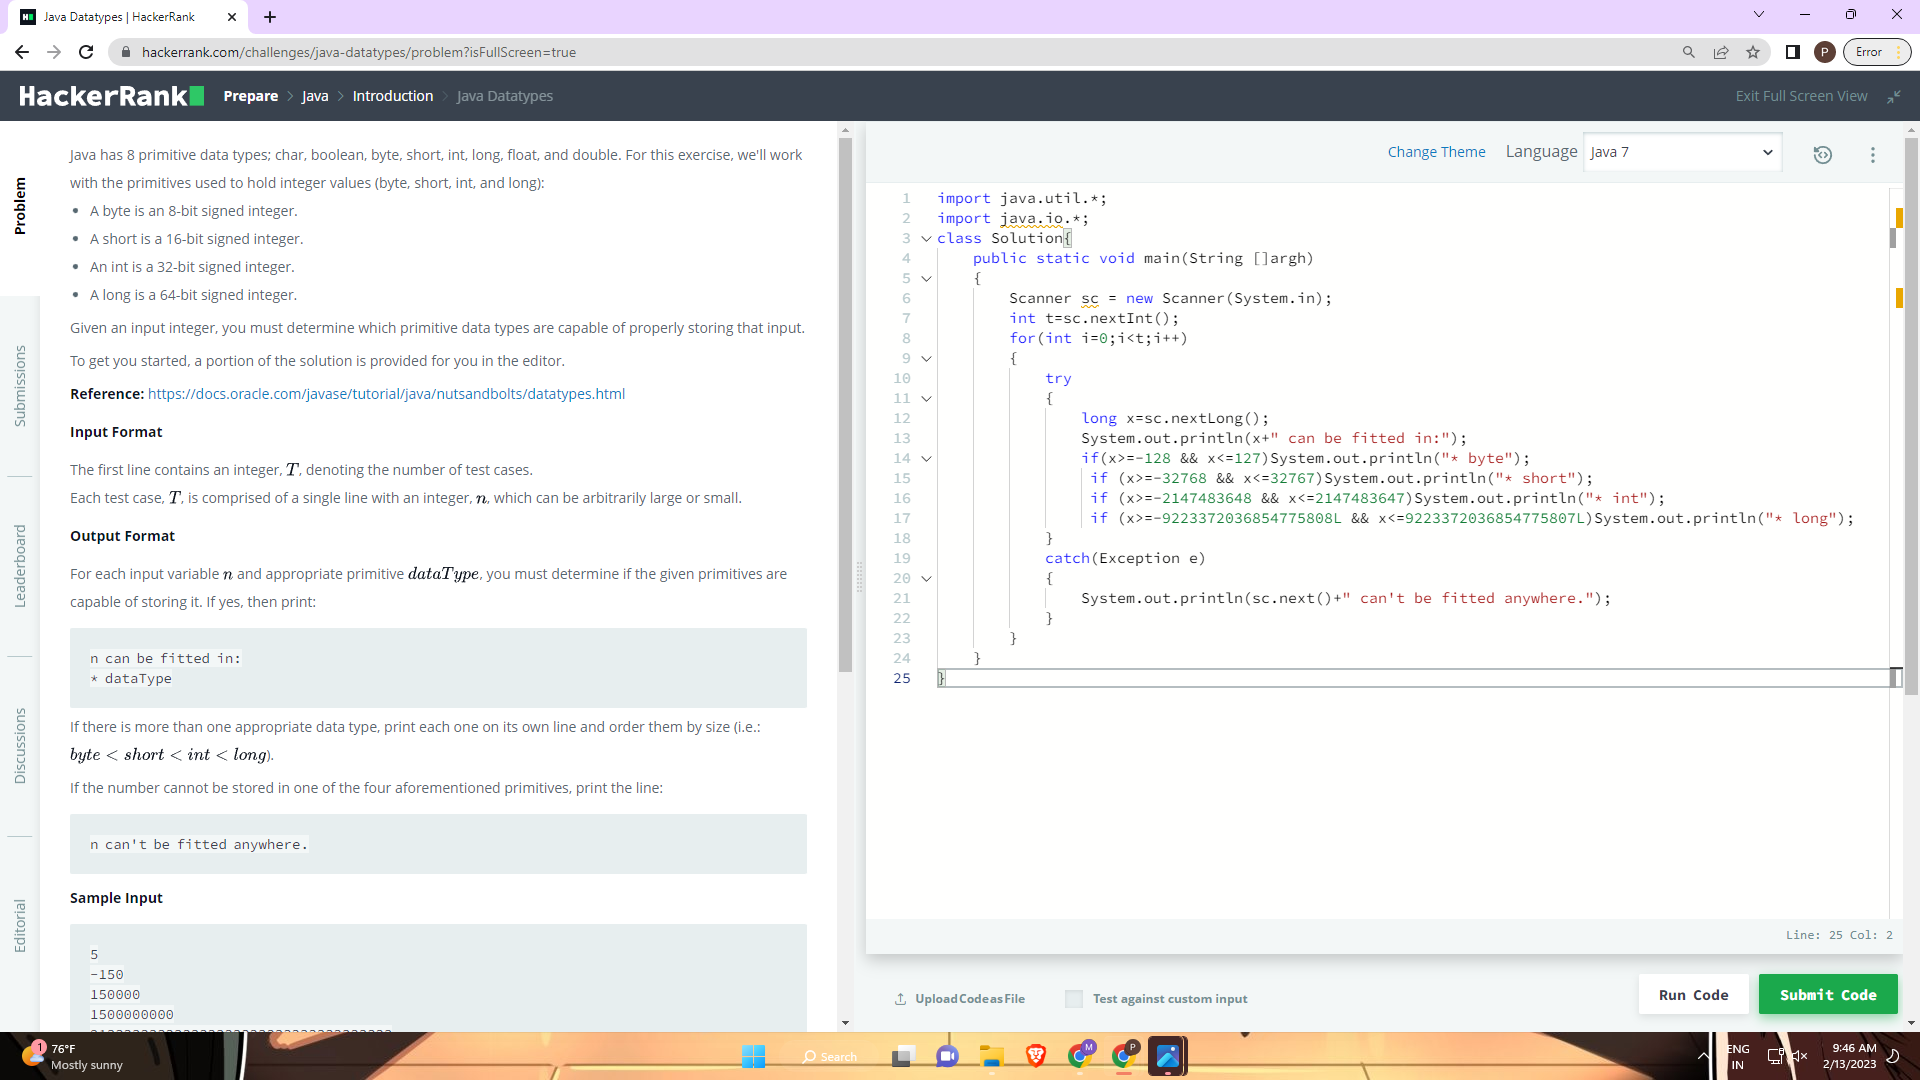 Java Datatypes | HackerRank
hackerrank.com/challenges/java-datatypes/problem?isFullScreen=true
P
Error
HackerRank
Prepare > Java > Introduction > Java Datatypes
Exit Full Screen View
Problem
Submissions
Leaderboard
Discussions
Editorial
Java has 8 primitive data types; char, boolean, byte, short, int, long, float, and double. For this exercise, we'll work
with the primitives used to hold integer values (byte, short, int, and long):
• A byte is an 8-bit signed integer.
• A short is a 16-bit signed integer.
• An int is a 32-bit signed integer.
• A long is a 64-bit signed integer.
Given an input integer, you must determine which primitive data types are capable of properly storing that input.
To get you started, a portion of the solution is provided for you in the editor.
Reference: https://docs.oracle.com/javase/tutorial/java/nutsandbolts/datatypes.html
Input Format
The first line contains an integer, T, denoting the number of test cases.
Each test case, T, is comprised of a single line with an integer, n, which can be arbitrarily large or small.
Output Format
For each input variable n and appropriate primitive dataType, you must determine if the given primitives are
capable of storing it. If yes, then print:
n can be fitted in:
* dataType
If there is more than one appropriate data type, print each one on its own line and order them by size (i.e.:
byte < short < int < long).
If the number cannot be stored in one of the four aforementioned primitives, print the line:
n can't be fitted anywhere.
Sample Input
5
-150
150000
1500000000
Change Theme
Language
Java 7
1 import java.util.*;
2 import java.io.*;
3 class Solution{
4 public static void main(String []argh)
5 {
6 Scanner sc = new Scanner(System.in);
7 int t=sc.nextInt();
8 for(int i=0;i<t;i++)
9 {
10 try
11 {
12 long x=sc.nextLong();
13 System.out.println(x+" can be fitted in:");
14 if(x>=-128 && x<=127)System.out.println("* byte");
15 if (x>=-32768 && x<=32767)System.out.println("* short");
16 if (x>=-2147483648 && x<=2147483647)System.out.println("* int");
17 if (x>=-9223372036854775808L && x<=9223372036854775807L)System.out.println("* long");
18 }
19 catch(Exception e)
20 {
21 System.out.println(sc.next()+" can't be fitted anywhere.");
22 }
23 }
24 }
25 }
Line: 25 Col: 2
Upload Code as File
Test against custom input
Run Code
Submit Code
1
76°F
Mostly sunny
Search
M
P
ENG
IN
9:46 AM
2/13/2023